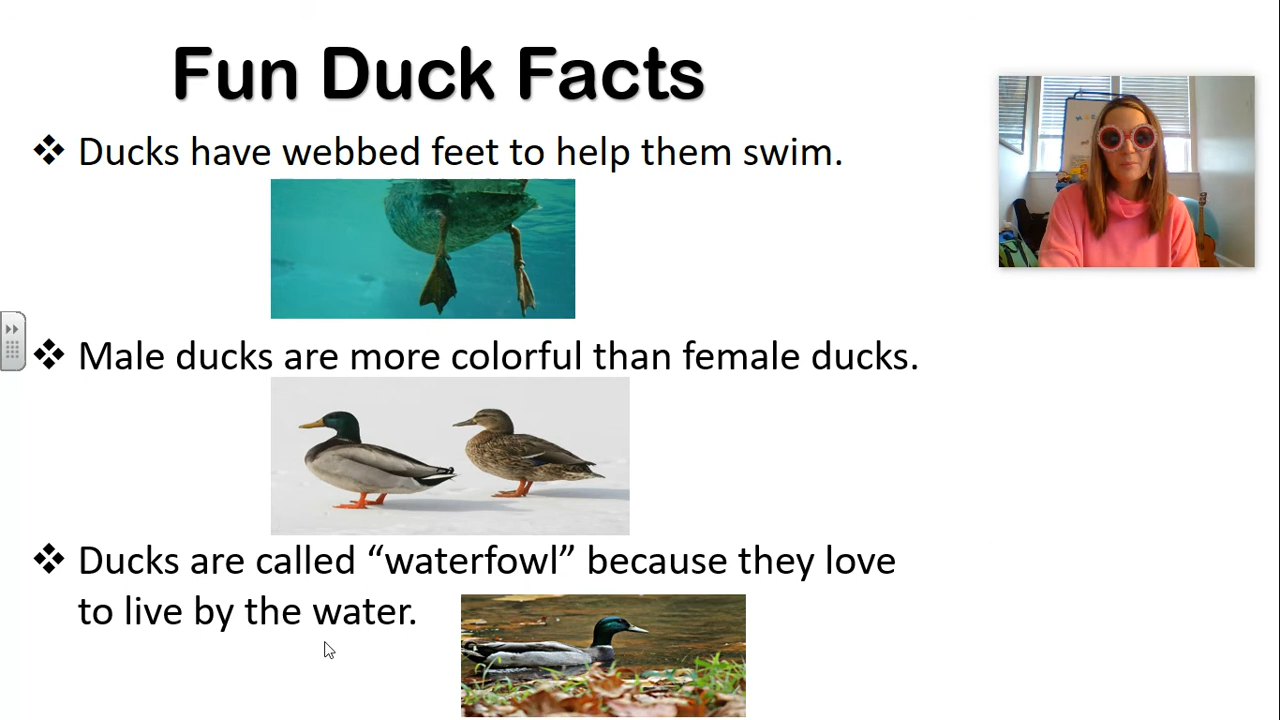 Fun Duck Facts
❖ Ducks have webbed feet to help them swim.
❖ Male ducks are more colorful than female ducks.
❖ Ducks are called “waterfowl” because they love
to live by the water.